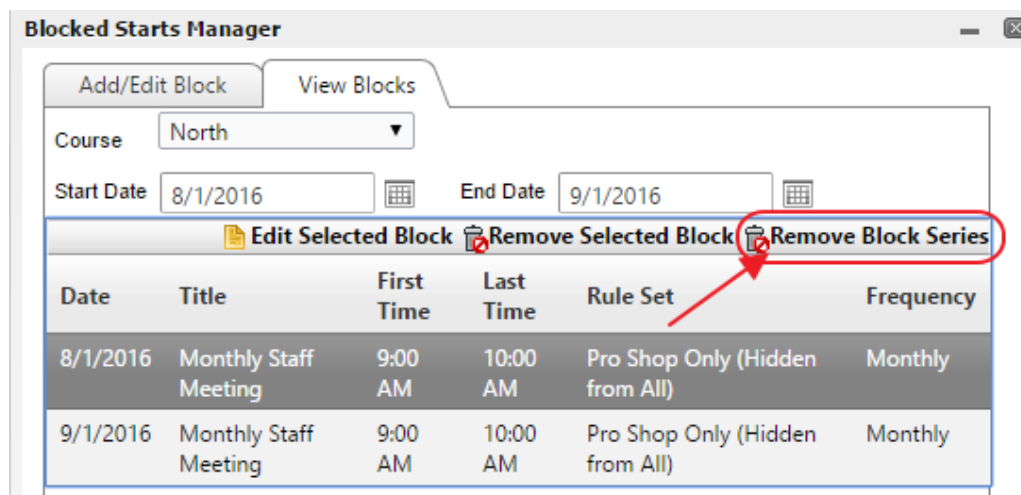 Blocked Starts Manager
Add/Edit Block View Blocks
Course North
Start Date 8/1/2016 End Date 9/1/2016
Edit Selected Block Remove Selected Block Remove Block Series
Date Title First Time Last Time Rule Set Frequency
8/1/2016 Monthly Staff Meeting 9:00 AM 10:00 AM Pro Shop Only (Hidden from All) Monthly
9/1/2016 Monthly Staff Meeting 9:00 AM 10:00 AM Pro Shop Only (Hidden from All) Monthly